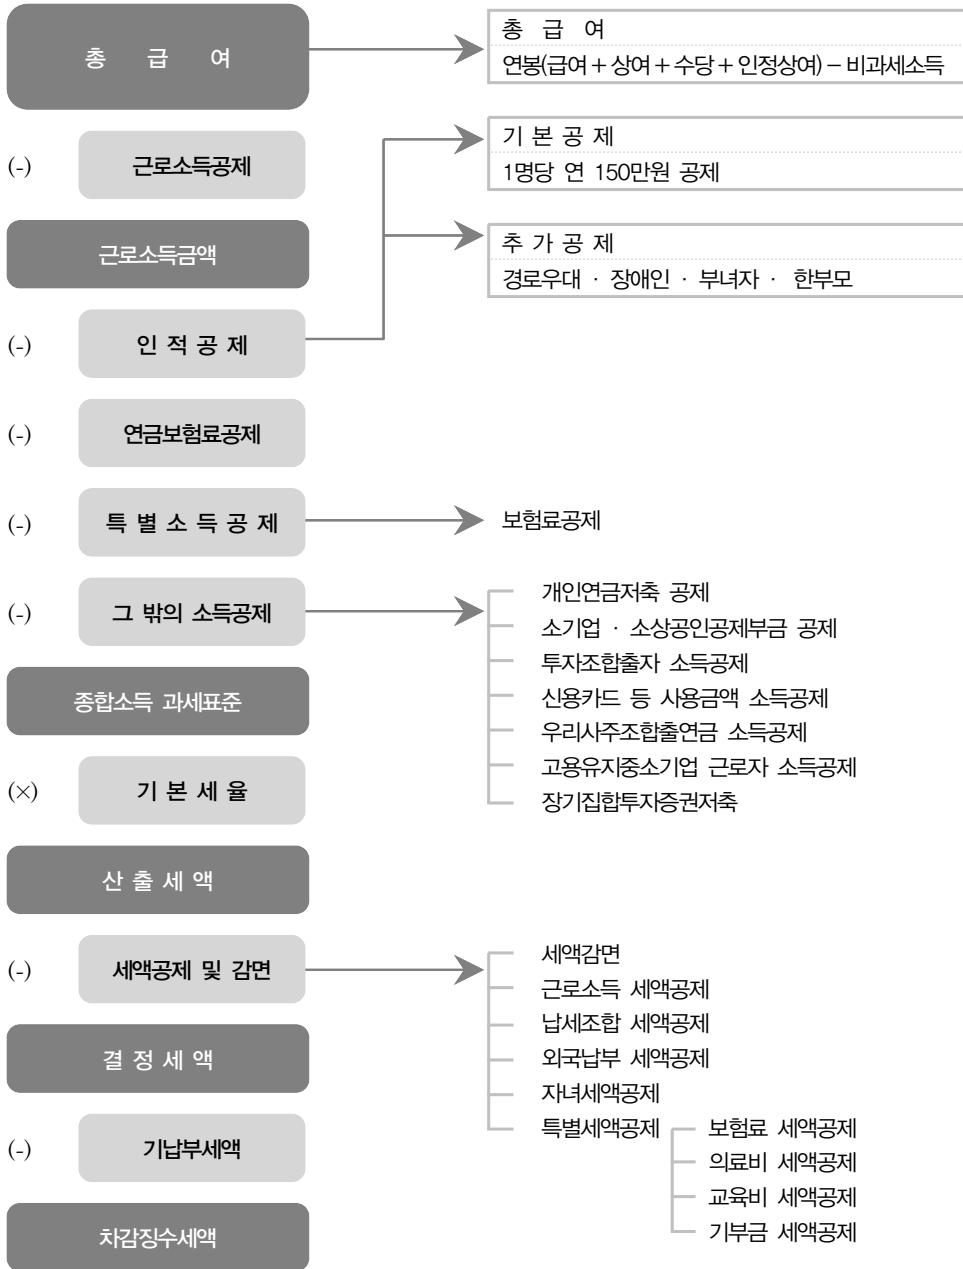 총 급 여
총 급 여
연봉(급여 + 상여 + 수당 + 인정상여) − 비과세소득
(-) 근로소득공제
기 본 공 제
1명당 연 150만원 공제
근로소득금액
추 가 공 제
경로우대 · 장애인 · 부녀자 · 한부모
(-) 인 적 공 제
(-) 연금보험료공제
(-) 특 별 소 득 공 제
보험료공제
(-) 그 밖의 소득공제
개인연금저축 공제
소기업 · 소상공인공제부금 공제
투자조합출자 소득공제
신용카드 등 사용금액 소득공제
우리사주조합출연금 소득공제
고용유지중소기업 근로자 소득공제
장기집합투자증권저축
종합소득 과세표준
(×) 기 본 세 율
산 출 세 액
(-) 세액공제 및 감면
세액감면
근로소득 세액공제
납세조합 세액공제
외국납부 세액공제
자녀세액공제
특별세액공제
보험료 세액공제
의료비 세액공제
교육비 세액공제
기부금 세액공제
결 정 세 액
(-) 기납부세액
차감징수세액